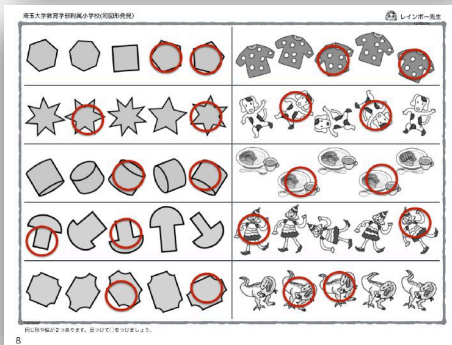 埼玉大学教育学部附属小学校(同図形発見)
レインボー先生
同じ形や絵が2つあります。見つけて○をつけましょう。
8